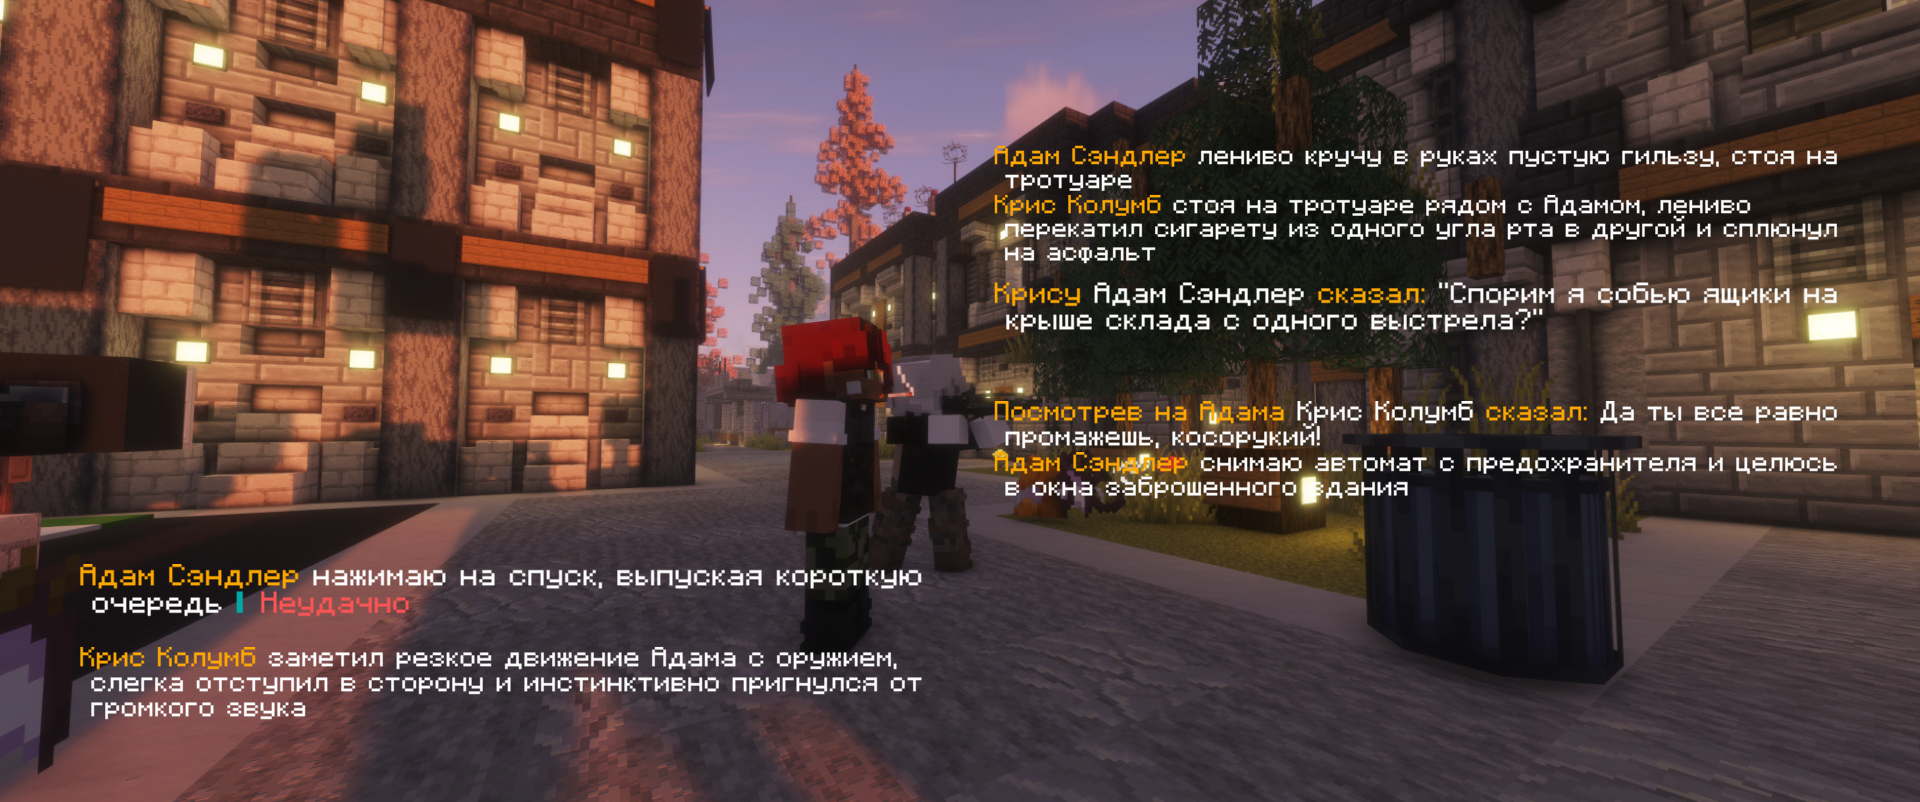 Адам Сэндлер лениво кручу в руках пустую гильзу, стоя на
тротуаре
Крис Колумб стоя на тротуаре рядом с Адамом, лениво
перекатил сигарету из одного угла рта в другой и сплюнул
на асфальт
Крису Адам Сэндлер сказал: "Спорим я собью ящики на
крыше склада с одного выстрела?"
Посмотрев на Адама Крис Колумб сказал: Да ты все равно
промажешь, косорукий!
Адам Сэндлер снимаю автомат с предохранителя и целюсь
в окна заброшенного здания
Адам Сэндлер нажимаю на спуск, выпуская короткую
очередь | Неудачно
Крис Колумб заметил резкое движение Адама с оружием,
слегка отступил в сторону и инстинктивно пригнулся от
громкого звука